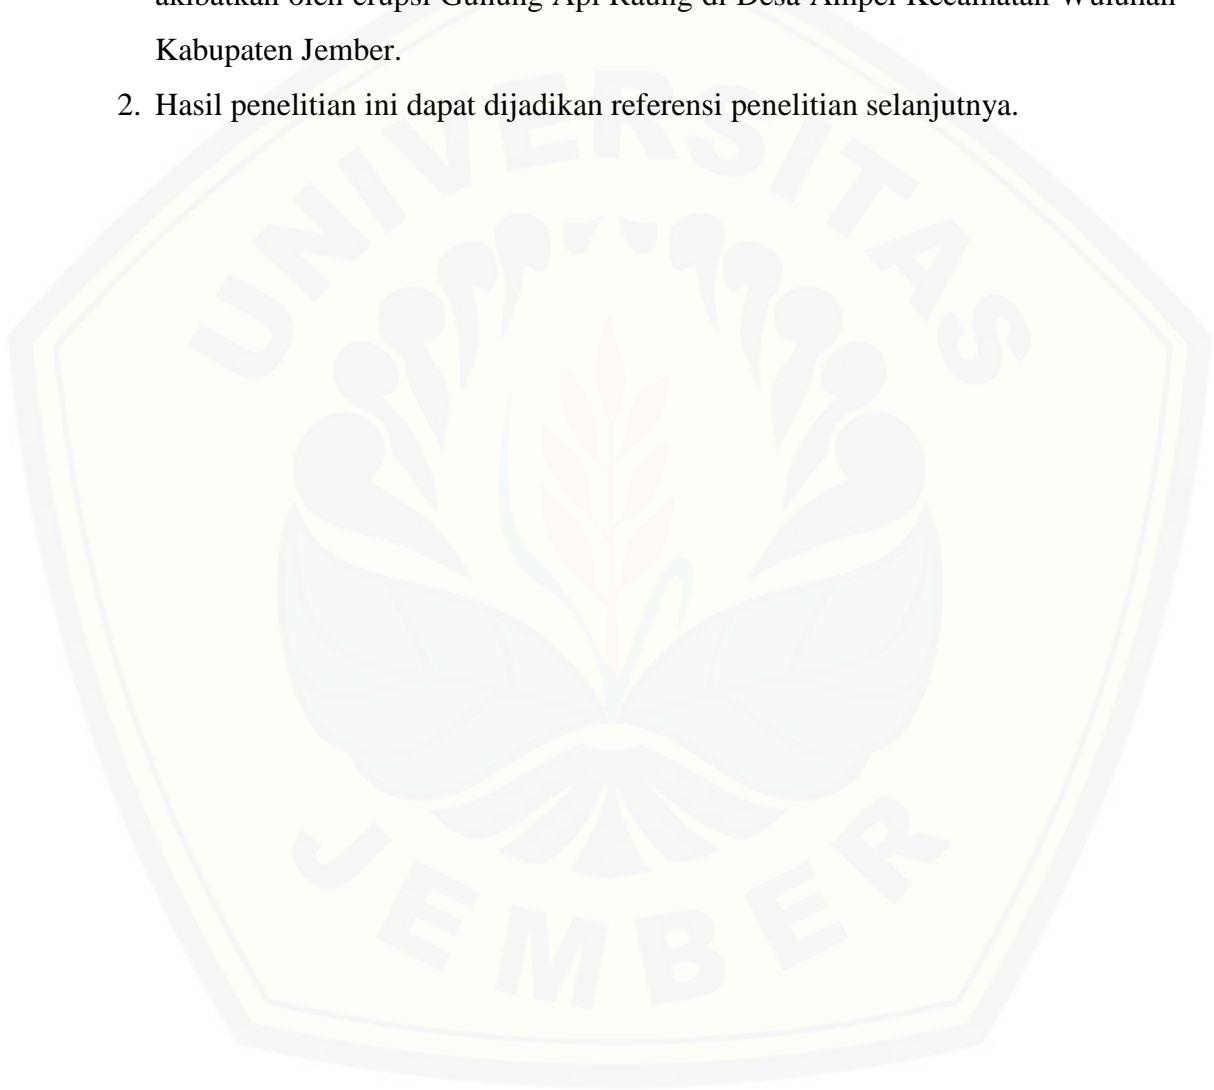 akibatkan oleh erupsi Gunung Api Raung di Desa Ampel Kecamatan Wuluhan
Kabupaten Jember.
2. Hasil penelitian ini dapat dijadikan referensi penelitian selanjutnya.
UNIVERSITAS
JEMBER